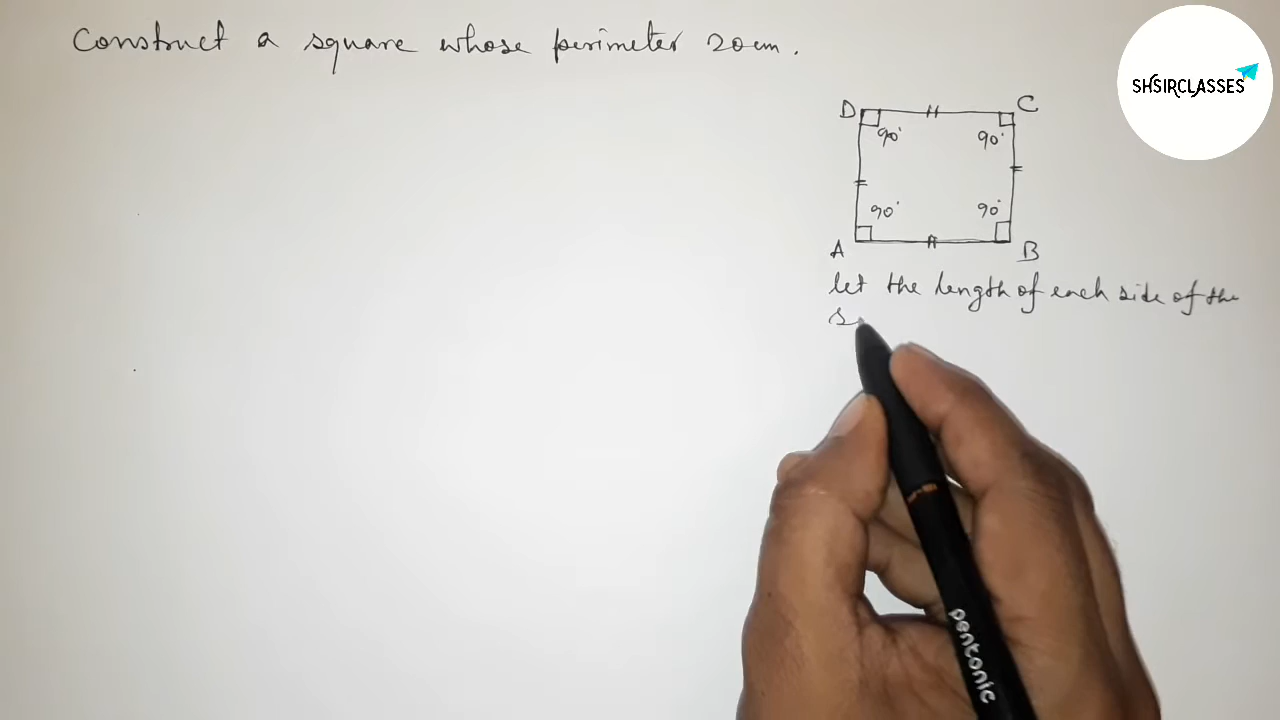 Construct a square whose perimeter 20cm.
SHSIRCLASSES
D C
90° 90°
90° 90°
A B
let the length of each side of the
s
pentonic